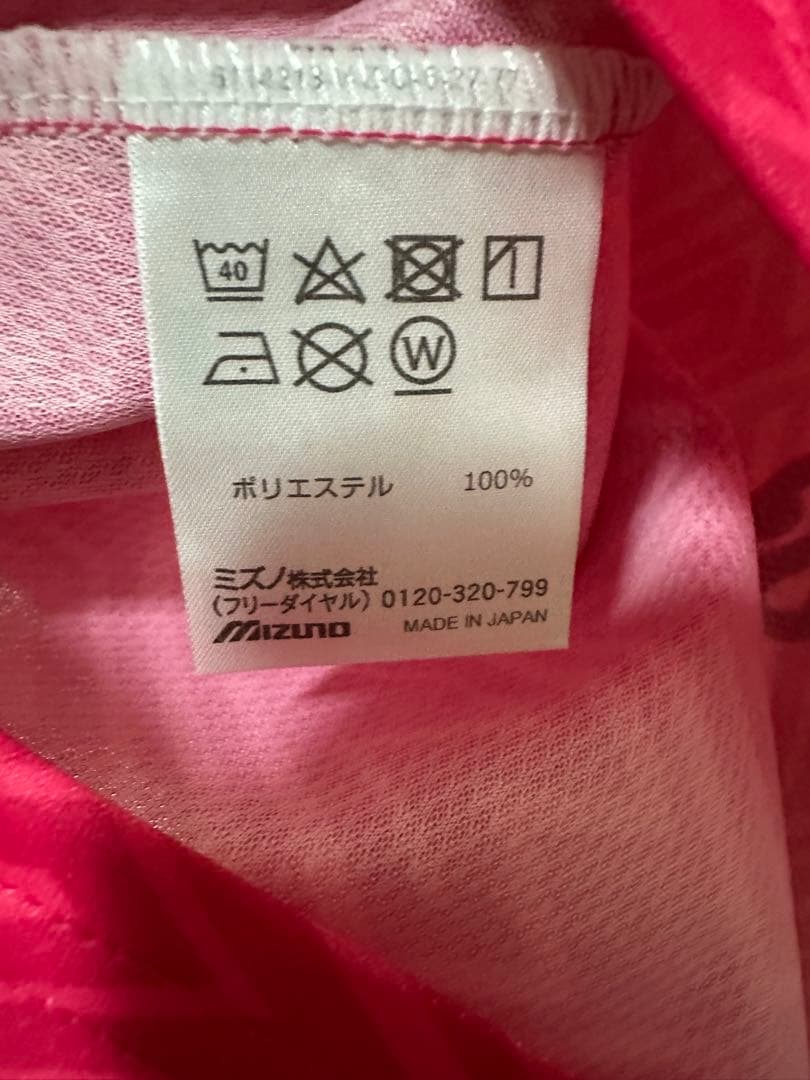 40
W
ポリエステル 100%
ミズノ株式会社
(フリーダイヤル) 0120-320-799
MIZUNO MADE IN JAPAN